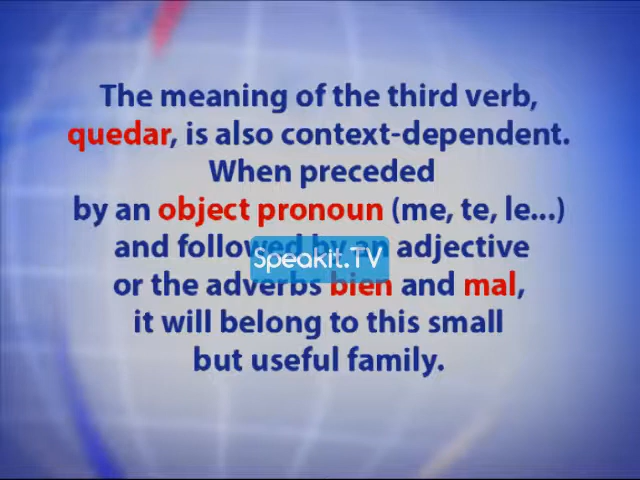 The meaning of the third verb,
quedar, is also context-dependent.
When preceded
by an object pronoun (me, te, le...)
and followed by an adjective
Speakit.TV
or the adverbs bien and mal,
it will belong to this small
but useful family.